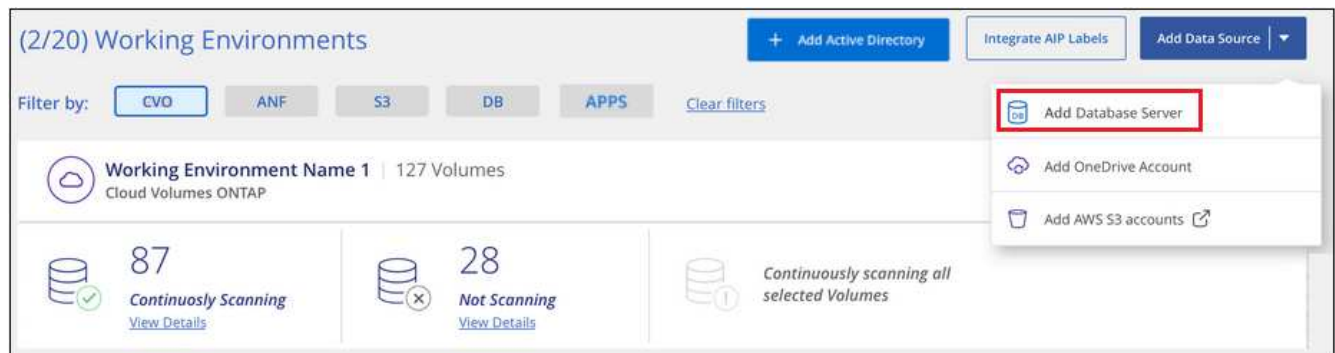 (2/20) Working Environments
+ Add Active Directory
Integrate AIP Labels
Add Data Source
Filter by:
CVO
ANF
S3
DB
APPS
Clear filters
DB
Add Database Server
Add OneDrive Account
Add AWS S3 accounts
Working Environment Name 1 | 127 Volumes
Cloud Volumes ONTAP
87
Continuosly Scanning
View Details
28
Not Scanning
View Details
Continuously scanning all
selected Volumes